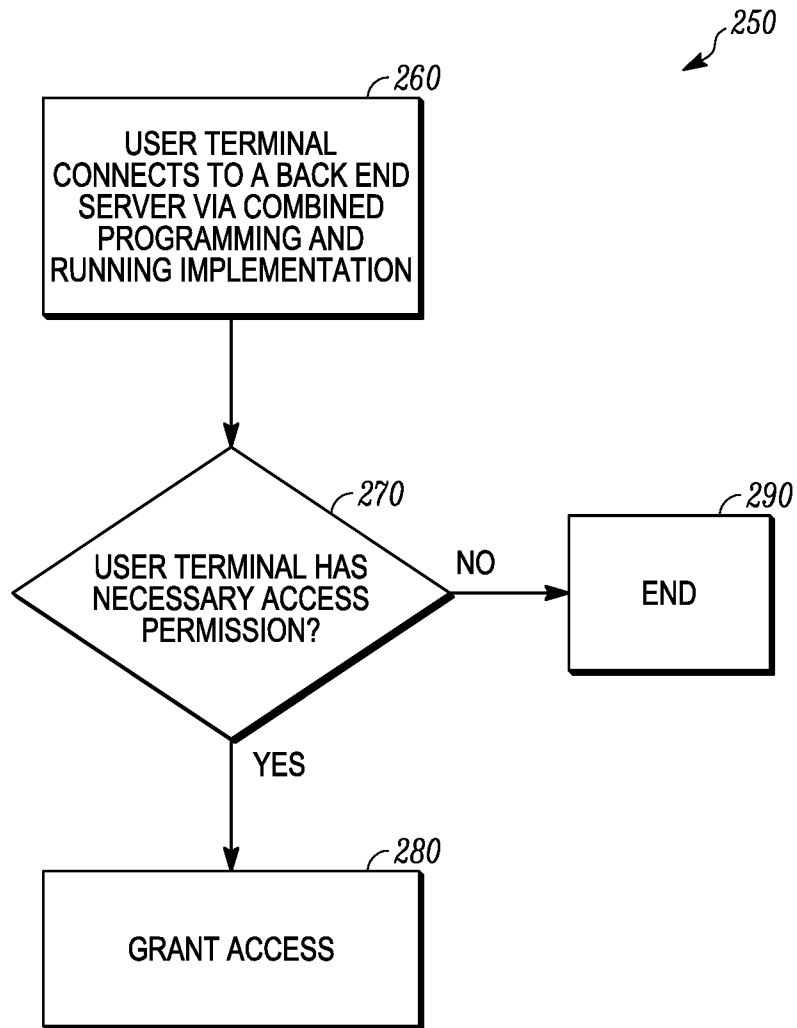 250
260
USER TERMINAL
CONNECTS TO A BACK END
SERVER VIA COMBINED
PROGRAMMING AND
RUNNING IMPLEMENTATION
270
USER TERMINAL HAS
NECESSARY ACCESS
PERMISSION?
NO
290
END
YES
280
GRANT ACCESS